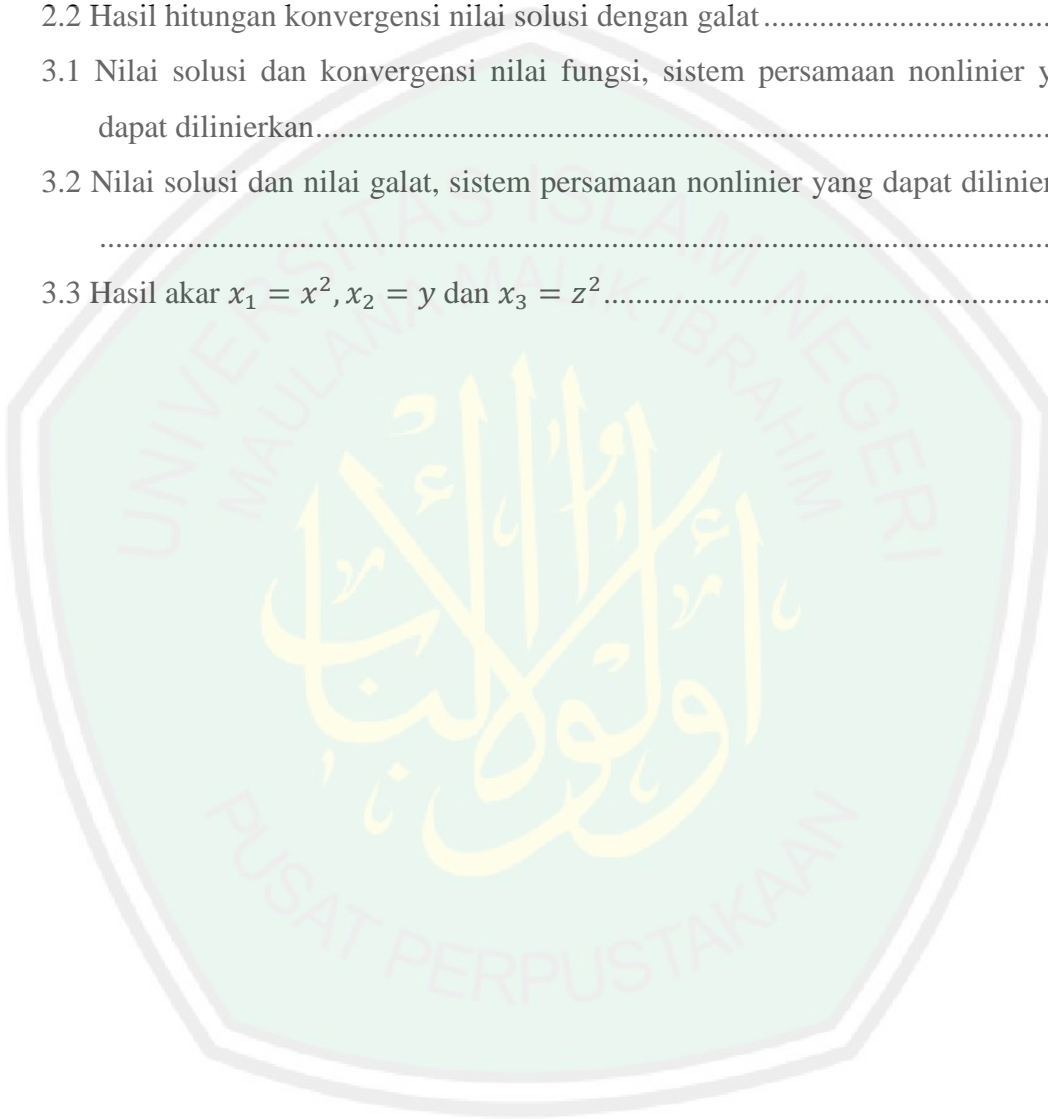 2.2 Hasil hitungan konvergensi nilai solusi dengan galat
3.1 Nilai solusi dan konvergensi nilai fungsi, sistem persamaan nonlinier
dapat dilinierkan
3.2 Nilai solusi dan nilai galat, sistem persamaan nonlinier yang dapat
3.3 Hasil akar x₁ = x², x₂ = y dan x₃ = z²
UNIVERSITAS ISLAM NEGERI
MAULANA MALIK IBRAHIM
PUSAT PERPUSTAKAAN